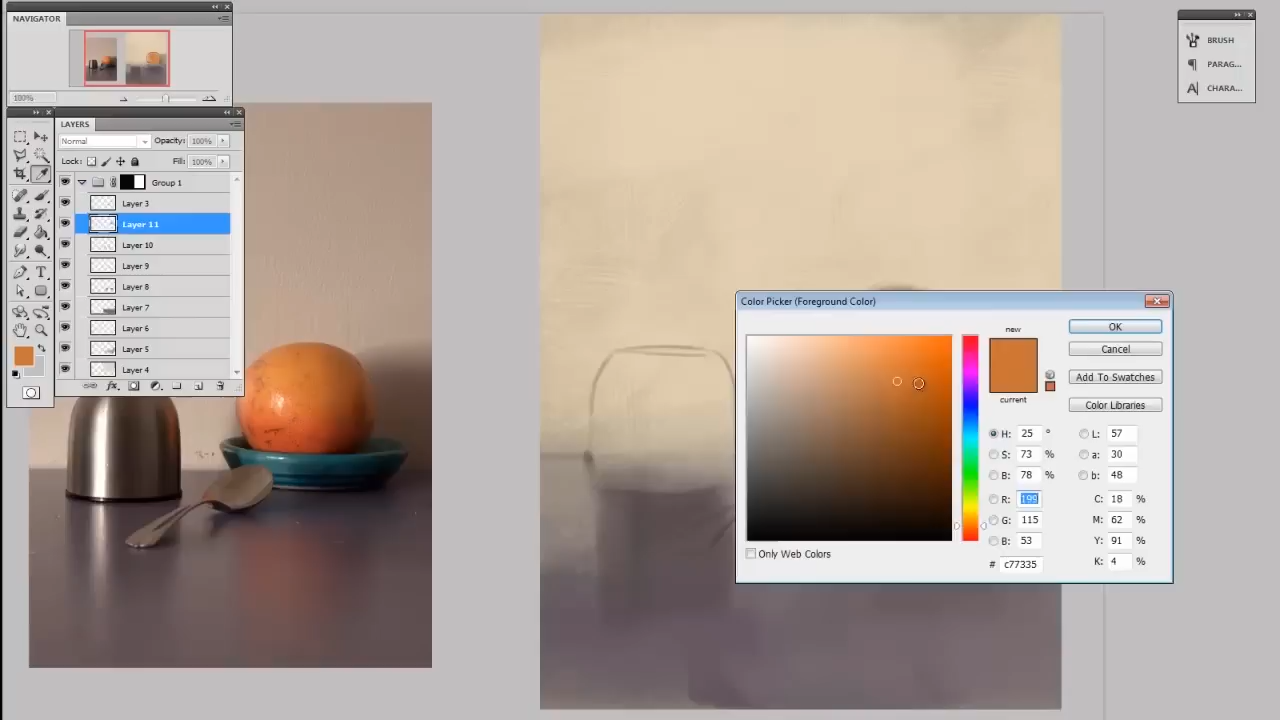 NAVIGATOR
100%
LAYERS
Normal
Opacity: 100%
Lock:
Fill: 100%
Group 1
Layer 3
Layer 11
Layer 10
Layer 9
Layer 8
Layer 7
Layer 6
Layer 5
Layer 4
fx
T
BRUSH
PARAG...
CHARA...
Color Picker (Foreground Color)
new
current
OK
Cancel
Add To Swatches
Color Libraries
H: 25 °
S: 73 %
B: 78 %
R: 199
G: 115
B: 53
# c77335
L: 57
a: 30
b: 48
C: 18 %
M: 62 %
Y: 91 %
K: 4 %
Only Web Colors